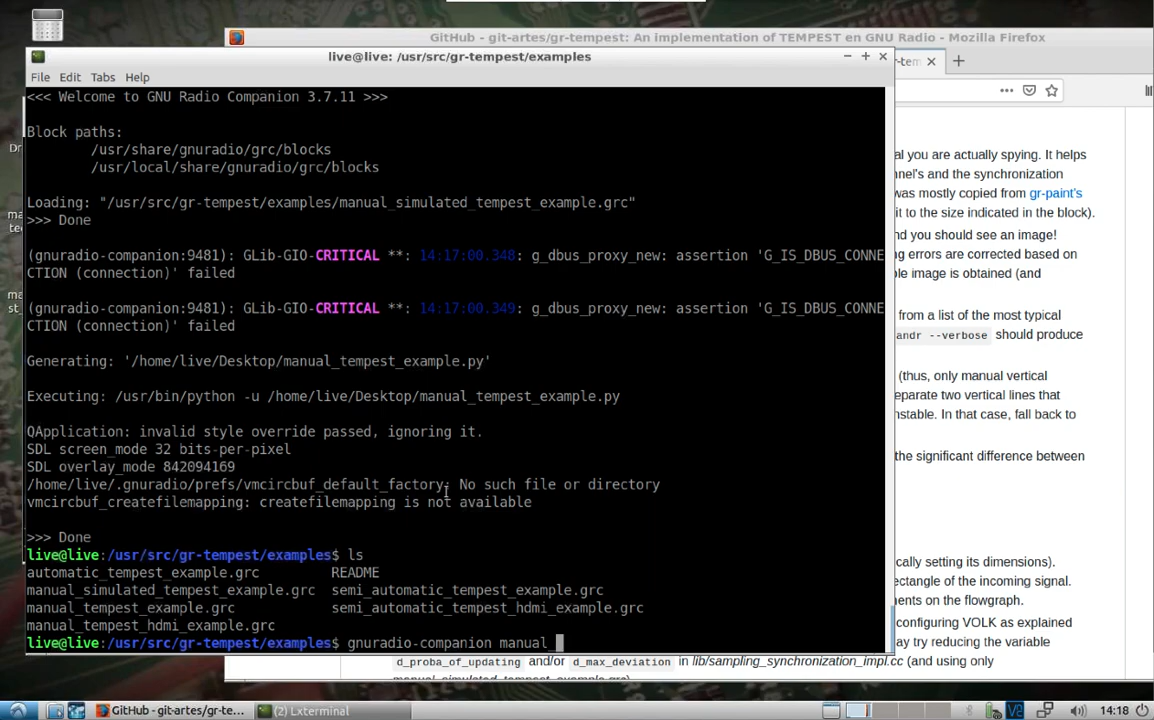 GitHub - git-artes/gr-tempest: An implementation of TEMPEST en GNU Radio - Mozilla Firefox
live@live: /usr/src/gr-tempest/examples
File Edit Tabs Help
<<< Welcome to GNU Radio Companion 3.7.11 >>>
Block paths:
/usr/share/gnuradio/grc/blocks
/usr/local/share/gnuradio/grc/blocks
Loading: "/usr/src/gr-tempest/examples/manual_simulated_tempest_example.grc"
>>> Done
(gnuradio-companion:9481): GLib-GIO-CRITICAL **: 14:17:00.348: g_dbus_proxy_new: assertion 'G_IS_DBUS_CONNE
CTION (connection)' failed
(gnuradio-companion:9481): GLib-GIO-CRITICAL **: 14:17:00.349: g_dbus_proxy_new: assertion 'G_IS_DBUS_CONNE
CTION (connection)' failed
Generating: '/home/live/Desktop/manual_tempest_example.py'
Executing: /usr/bin/python -u /home/live/Desktop/manual_tempest_example.py
QApplication: invalid style override passed, ignoring it.
SDL screen_mode 32 bits-per-pixel
SDL overlay_mode 842094169
/home/live/.gnuradio/prefs/vmcircbuf_default_factory: No such file or directory
vmcircbuf_createfilemapping: createfilemapping is not available
>>> Done
live@live:/usr/src/gr-tempest/examples$ ls
automatic_tempest_example.grc README
manual_simulated_tempest_example.grc semi_automatic_tempest_example.grc
manual_tempest_example.grc semi_automatic_tempest_hdmi_example.grc
manual_tempest_hdmi_example.grc
live@live:/usr/src/gr-tempest/examples$ gnuradio-companion manual_
r-tem
al you are actually spying. It helps
nnel's and the synchronization
was mostly copied from gr-paint's
it to the size indicated in the block).
nd you should see an image!
ng errors are corrected based on
ble image is obtained (and
from a list of the most typical
andr --verbose should produce
(thus, only manual vertical
eparate two vertical lines that
nstable. In that case, fall back to
the significant difference between
cally setting its dimensions).
ectangle of the incoming signal.
nents on the flowgraph.
configuring VOLK as explained
ay try reducing the variable
d_proba_of_updating and/or d_max_deviation in lib/sampling_synchronization_impl.cc (and using only
manual_simulated_tempest_example.grc)
GitHub - git-artes/gr-te... (2) Lxterminal 14:18